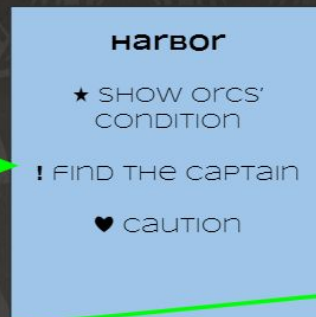 HarBOr
★ SHOW OrCS'
CONDITION
! FIND THE CAPTAIN
♥ CAUTION